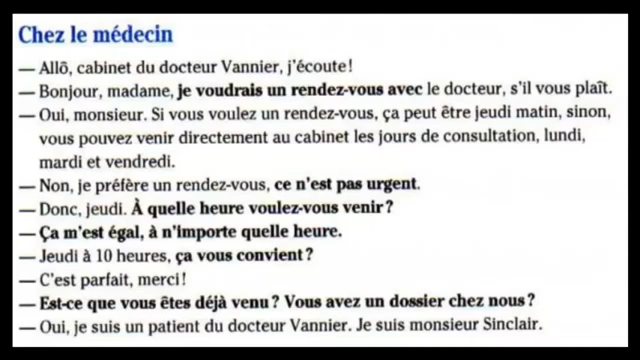 Chez le médecin
— Allô, cabinet du docteur Vannier, j'écoute !
— Bonjour, madame, je voudrais un rendez-vous avec le docteur, s'il vous plaît.
— Oui, monsieur. Si vous voulez un rendez-vous, ça peut être jeudi matin, sinon,
vous pouvez venir directement au cabinet les jours de consultation, lundi,
mardi et vendredi.
— Non, je préfère un rendez-vous, ce n'est pas urgent.
— Donc, jeudi. À quelle heure voulez-vous venir ?
— Ça m'est égal, à n'importe quelle heure.
— Jeudi à 10 heures, ça vous convient ?
— C'est parfait, merci !
— Est-ce que vous êtes déjà venu ? Vous avez un dossier chez nous ?
— Oui, je suis un patient du docteur Vannier. Je suis monsieur Sinclair.